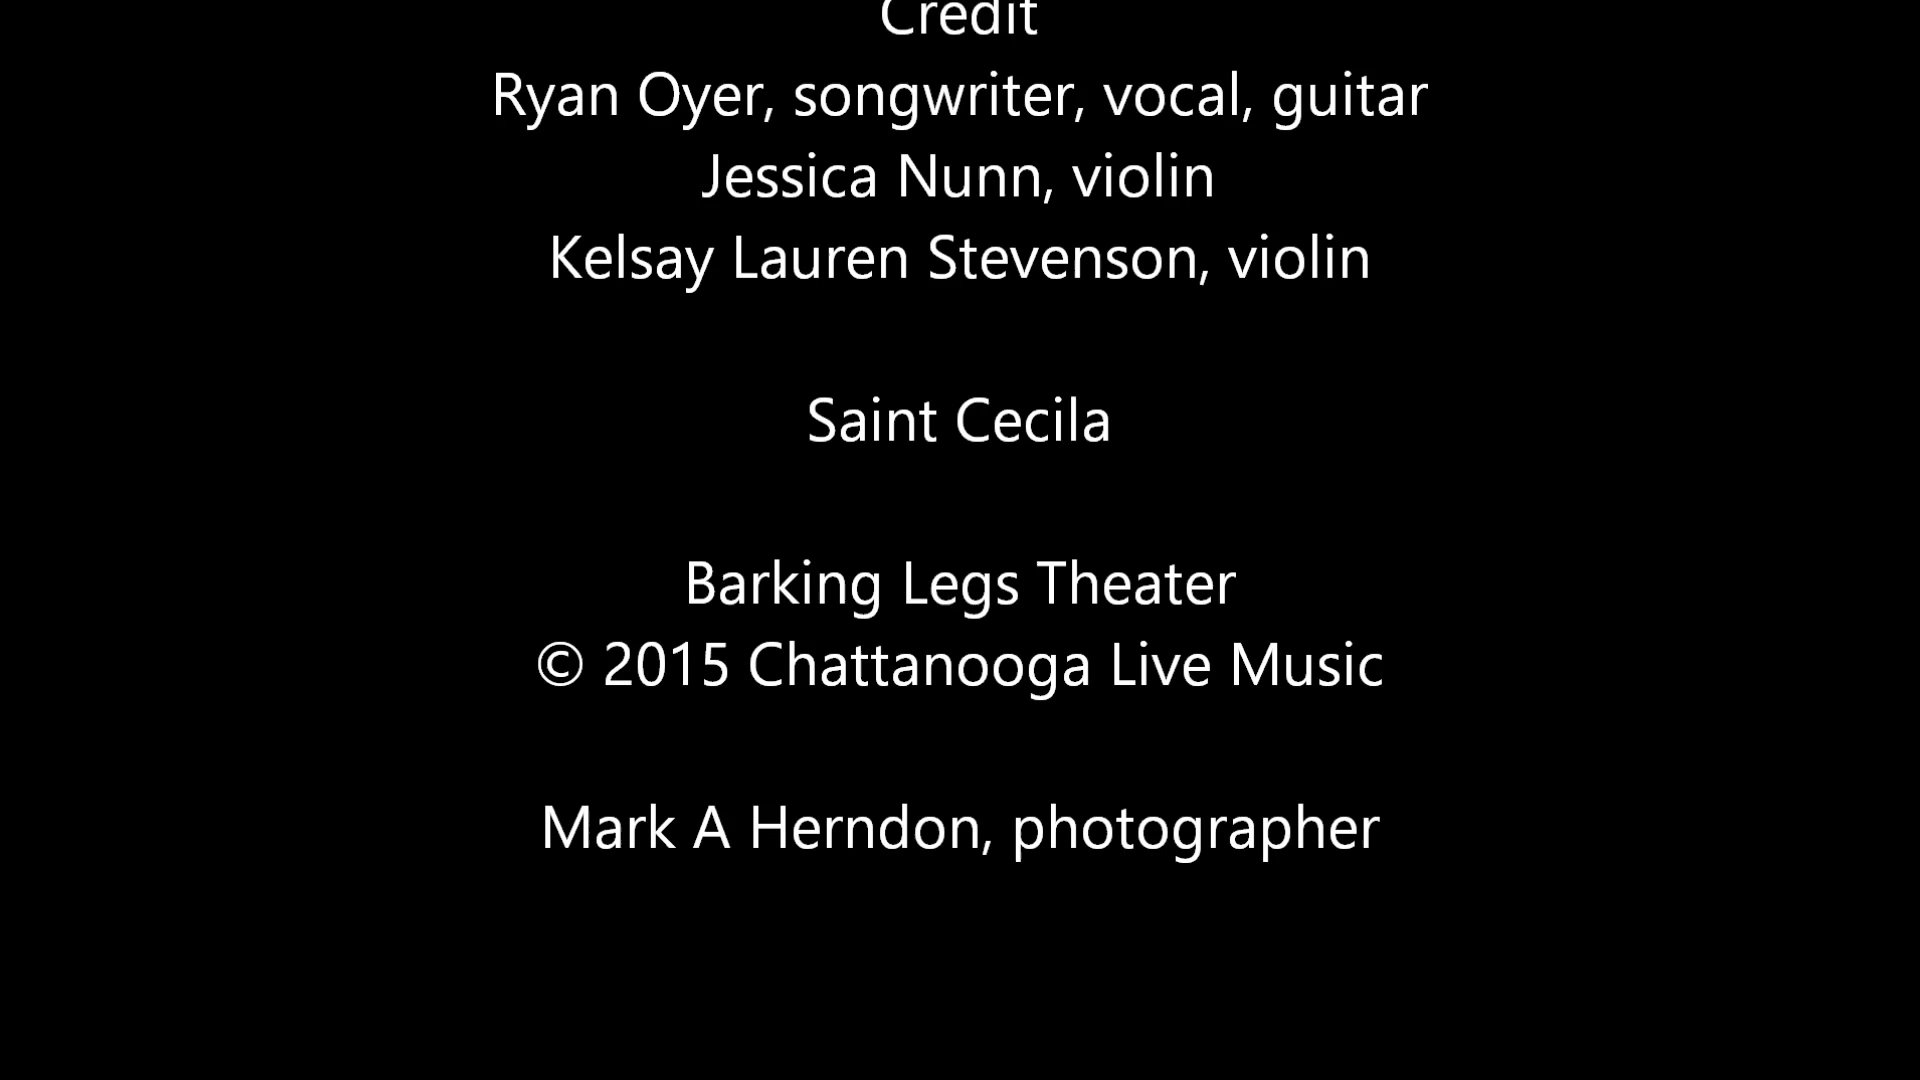 Credit
Ryan Oyer, songwriter, vocal, guitar
Jessica Nunn, violin
Kelsay Lauren Stevenson, violin
Saint Cecila
Barking Legs Theater
© 2015 Chattanooga Live Music
Mark A Herndon, photographer